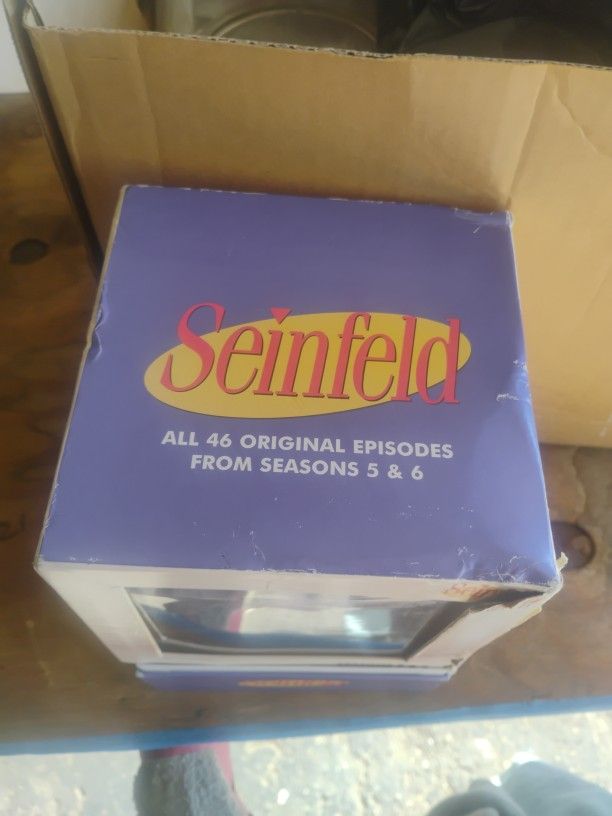 Seinfeld
ALL 46 ORIGINAL EPISODES
FROM SEASONS 5 & 6